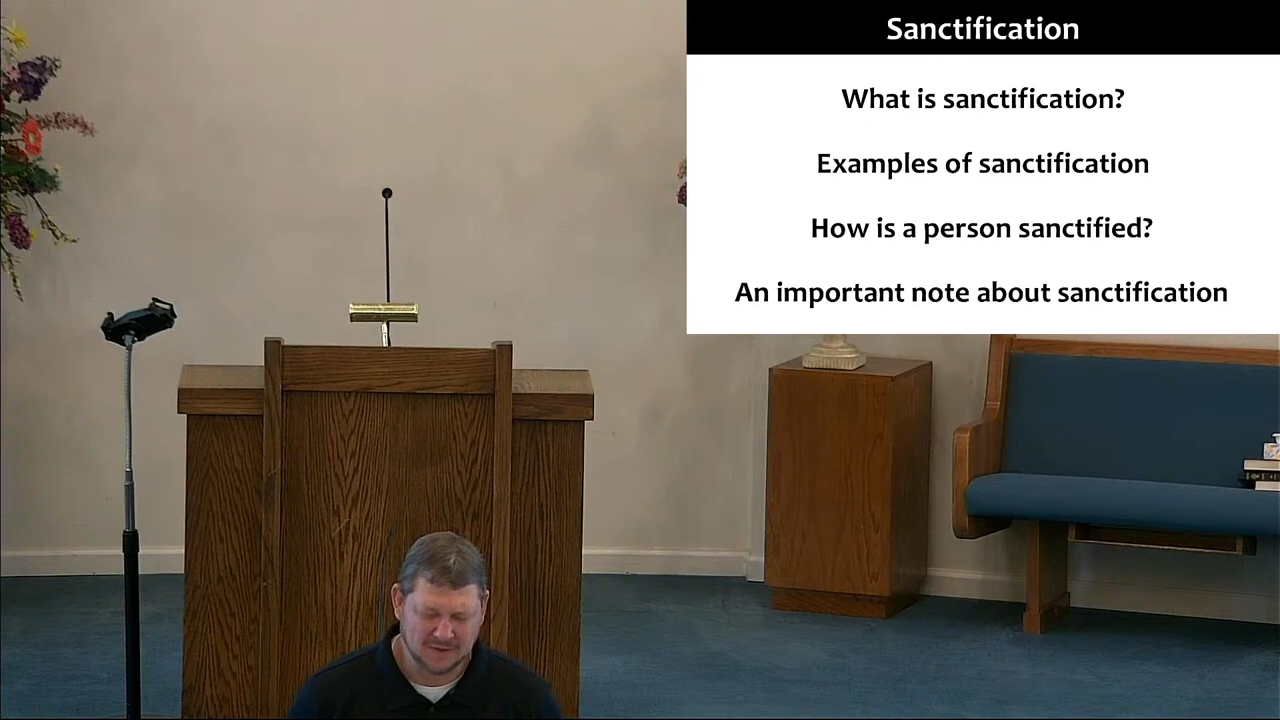 Sanctification
What is sanctification?
Examples of sanctification
How is a person sanctified?
An important note about sanctification